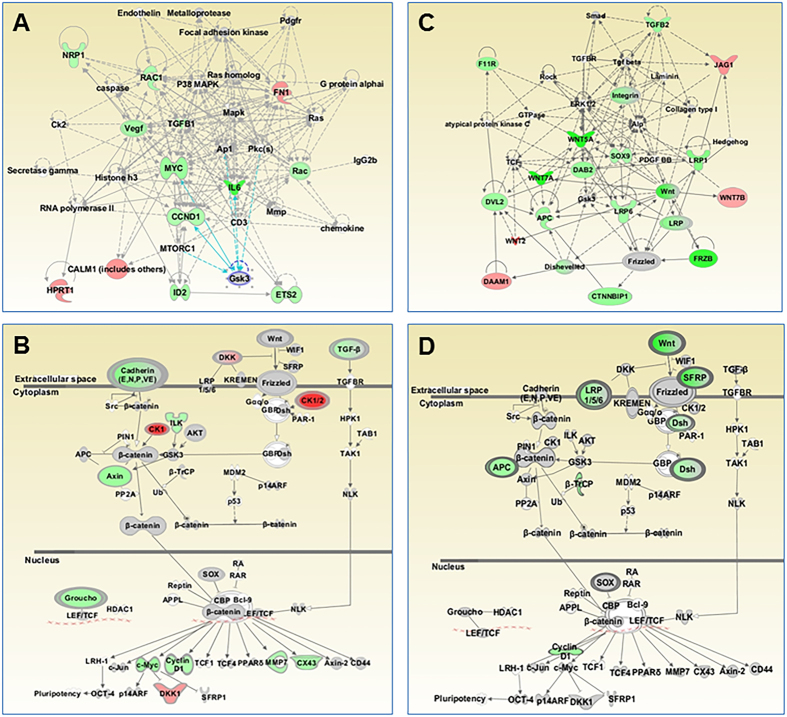 A
Endothelin Metalloprotease
Pdgfr
Focal adhesion kinase
NRP1
RAC1
Ras homolog
P38 MAPK
G protein alphai
caspase
FN1
Mapk
Ras
Ck2
Vegf
TGFB1
Ap1
Pkc(s)
IgG2b
Secretase gamma
MYC
Rac
Histone h3
IL6
RNA polymerase II
CCND1
Mmp
CD3
chemokine
MTORC1
CALM1 (includes others)
Gsk3
HPRT1
ID2
ETS2
C
Smad
TGFB2
F11R
TGFBR
Tgf beta
JAG1
Rock
Laminin
ERK1/2
Integrin
GTPase
Collagen type I
atypical protein kinase C
Alp
WNT5A
Hedgehog
TCF
SOX9
PDGF BB
LRP1
DAB2
WNT7A
Wnt
DVL2
Gsk3
WNT7B
APC
LRP6
LRP
WNT2
FRZB
Dishevelled
Frizzled
DAAM1
CTNNBIP1
B
Wnt
WIF1
TGF-β
Cadherin
(E,N,P,VE)
DKK
SFRP
LRP
1/5/6
KREMEN
Frizzled
TGFBR
Extracellular space
Cytoplasm
Src
β-catenin
Gαq/o
CK1/2
GBP
Dsh
PAR-1
HPK1
ILK
CK1
PIN1
AKT
TAB1
APC
β-catenin
GSK3
GBP
Dsh
TAK1
Axin
β-TrCP
MDM2
PP2A
Ub
p14ARF
NLK
p53
β-catenin
β-catenin
β-catenin
Nucleus
RA
RAR
SOX
Reptin
CBP
Bcl-9
Groucho
HDAC1
APPL
β-catenin
LEF/TCF
NLK
LEF/TCF
LRH-1
c-Jun
c-Myc
Cyclin
D1
TCF1
TCF4
PPARδ
MMP7
CX43
Axin-2
CD44
Pluripotency
OCT-4
p14ARF
DKK1
SFRP1
D
Wnt
WIF1
SFRP
DKK
TGF-β
Extracellular space
Cytoplasm
Cadherin
(E,N,P,VE)
LRP
1/5/6
KREMEN
Frizzled
TGFBR
Src
β-catenin
Gαq/o
GBP
CK1/2
Dsh
PAR-1
HPK1
PIN1
CK1
ILK
AKT
TAB1
APC
β-catenin
GSK3
GBP
Dsh
TAK1
Axin
β-TrCP
MDM2
PP2A
Ub
p14ARF
NLK
p53
β-catenin
β-catenin
β-catenin
Nucleus
RA
RAR
SOX
Reptin
CBP
Bcl-9
Groucho
HDAC1
APPL
β-catenin
LEF/TCF
NLK
LEF/TCF
Cyclin
D1
LRH-1
c-Jun
c-Myc
TCF1
TCF4
PPARδ
MMP7
CX43
Axin-2
CD44
Pluripotency
OCT-4
p14ARF
DKK1
SFRP1